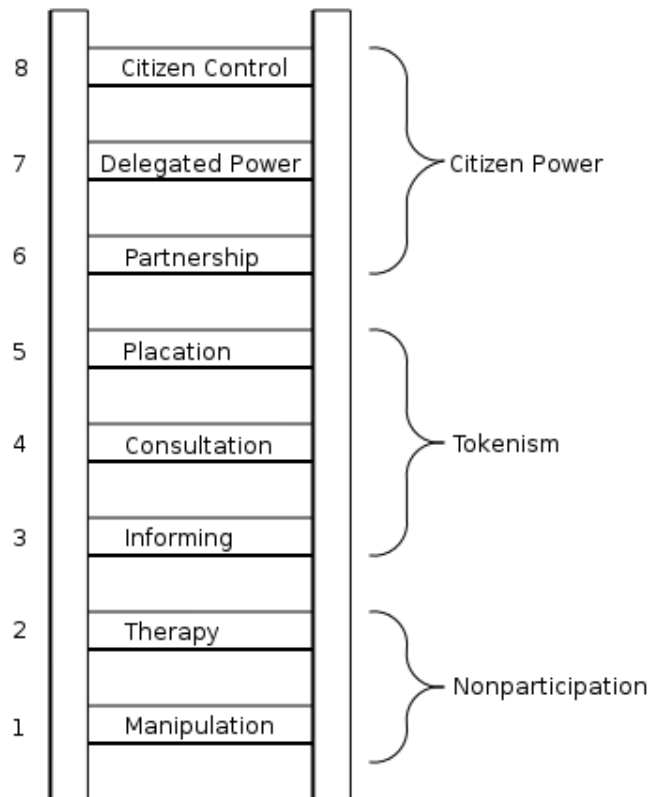 8 Citizen Control
7 Delegated Power
Citizen Power
6 Partnership
5 Placation
4 Consultation
Tokenism
3 Informing
2 Therapy
Nonparticipation
1 Manipulation